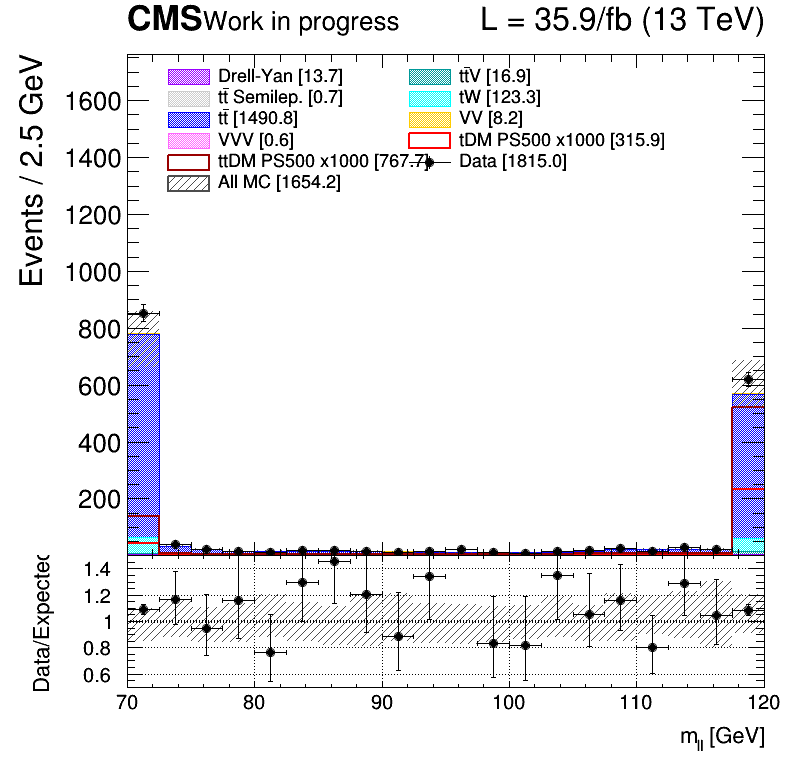 CMS Work in progress L = 35.9/fb (13 TeV)
Events / 2.5 GeV
1600
1400
1200
1000
800
600
400
200
Drell-Yan [13.7]
tt̄ Semilep. [0.7]
tt̄ [1490.8]
VVV [0.6]
ttDM PS500 x1000 [767.7]
All MC [1654.2]
tt̄V [16.9]
tW [123.3]
VV [8.2]
tDM PS500 x1000 [315.9]
Data [1815.0]
Data/Expected
1.4
1.2
1
0.8
0.6
70 80 90 100 110 120
m_ll [GeV]